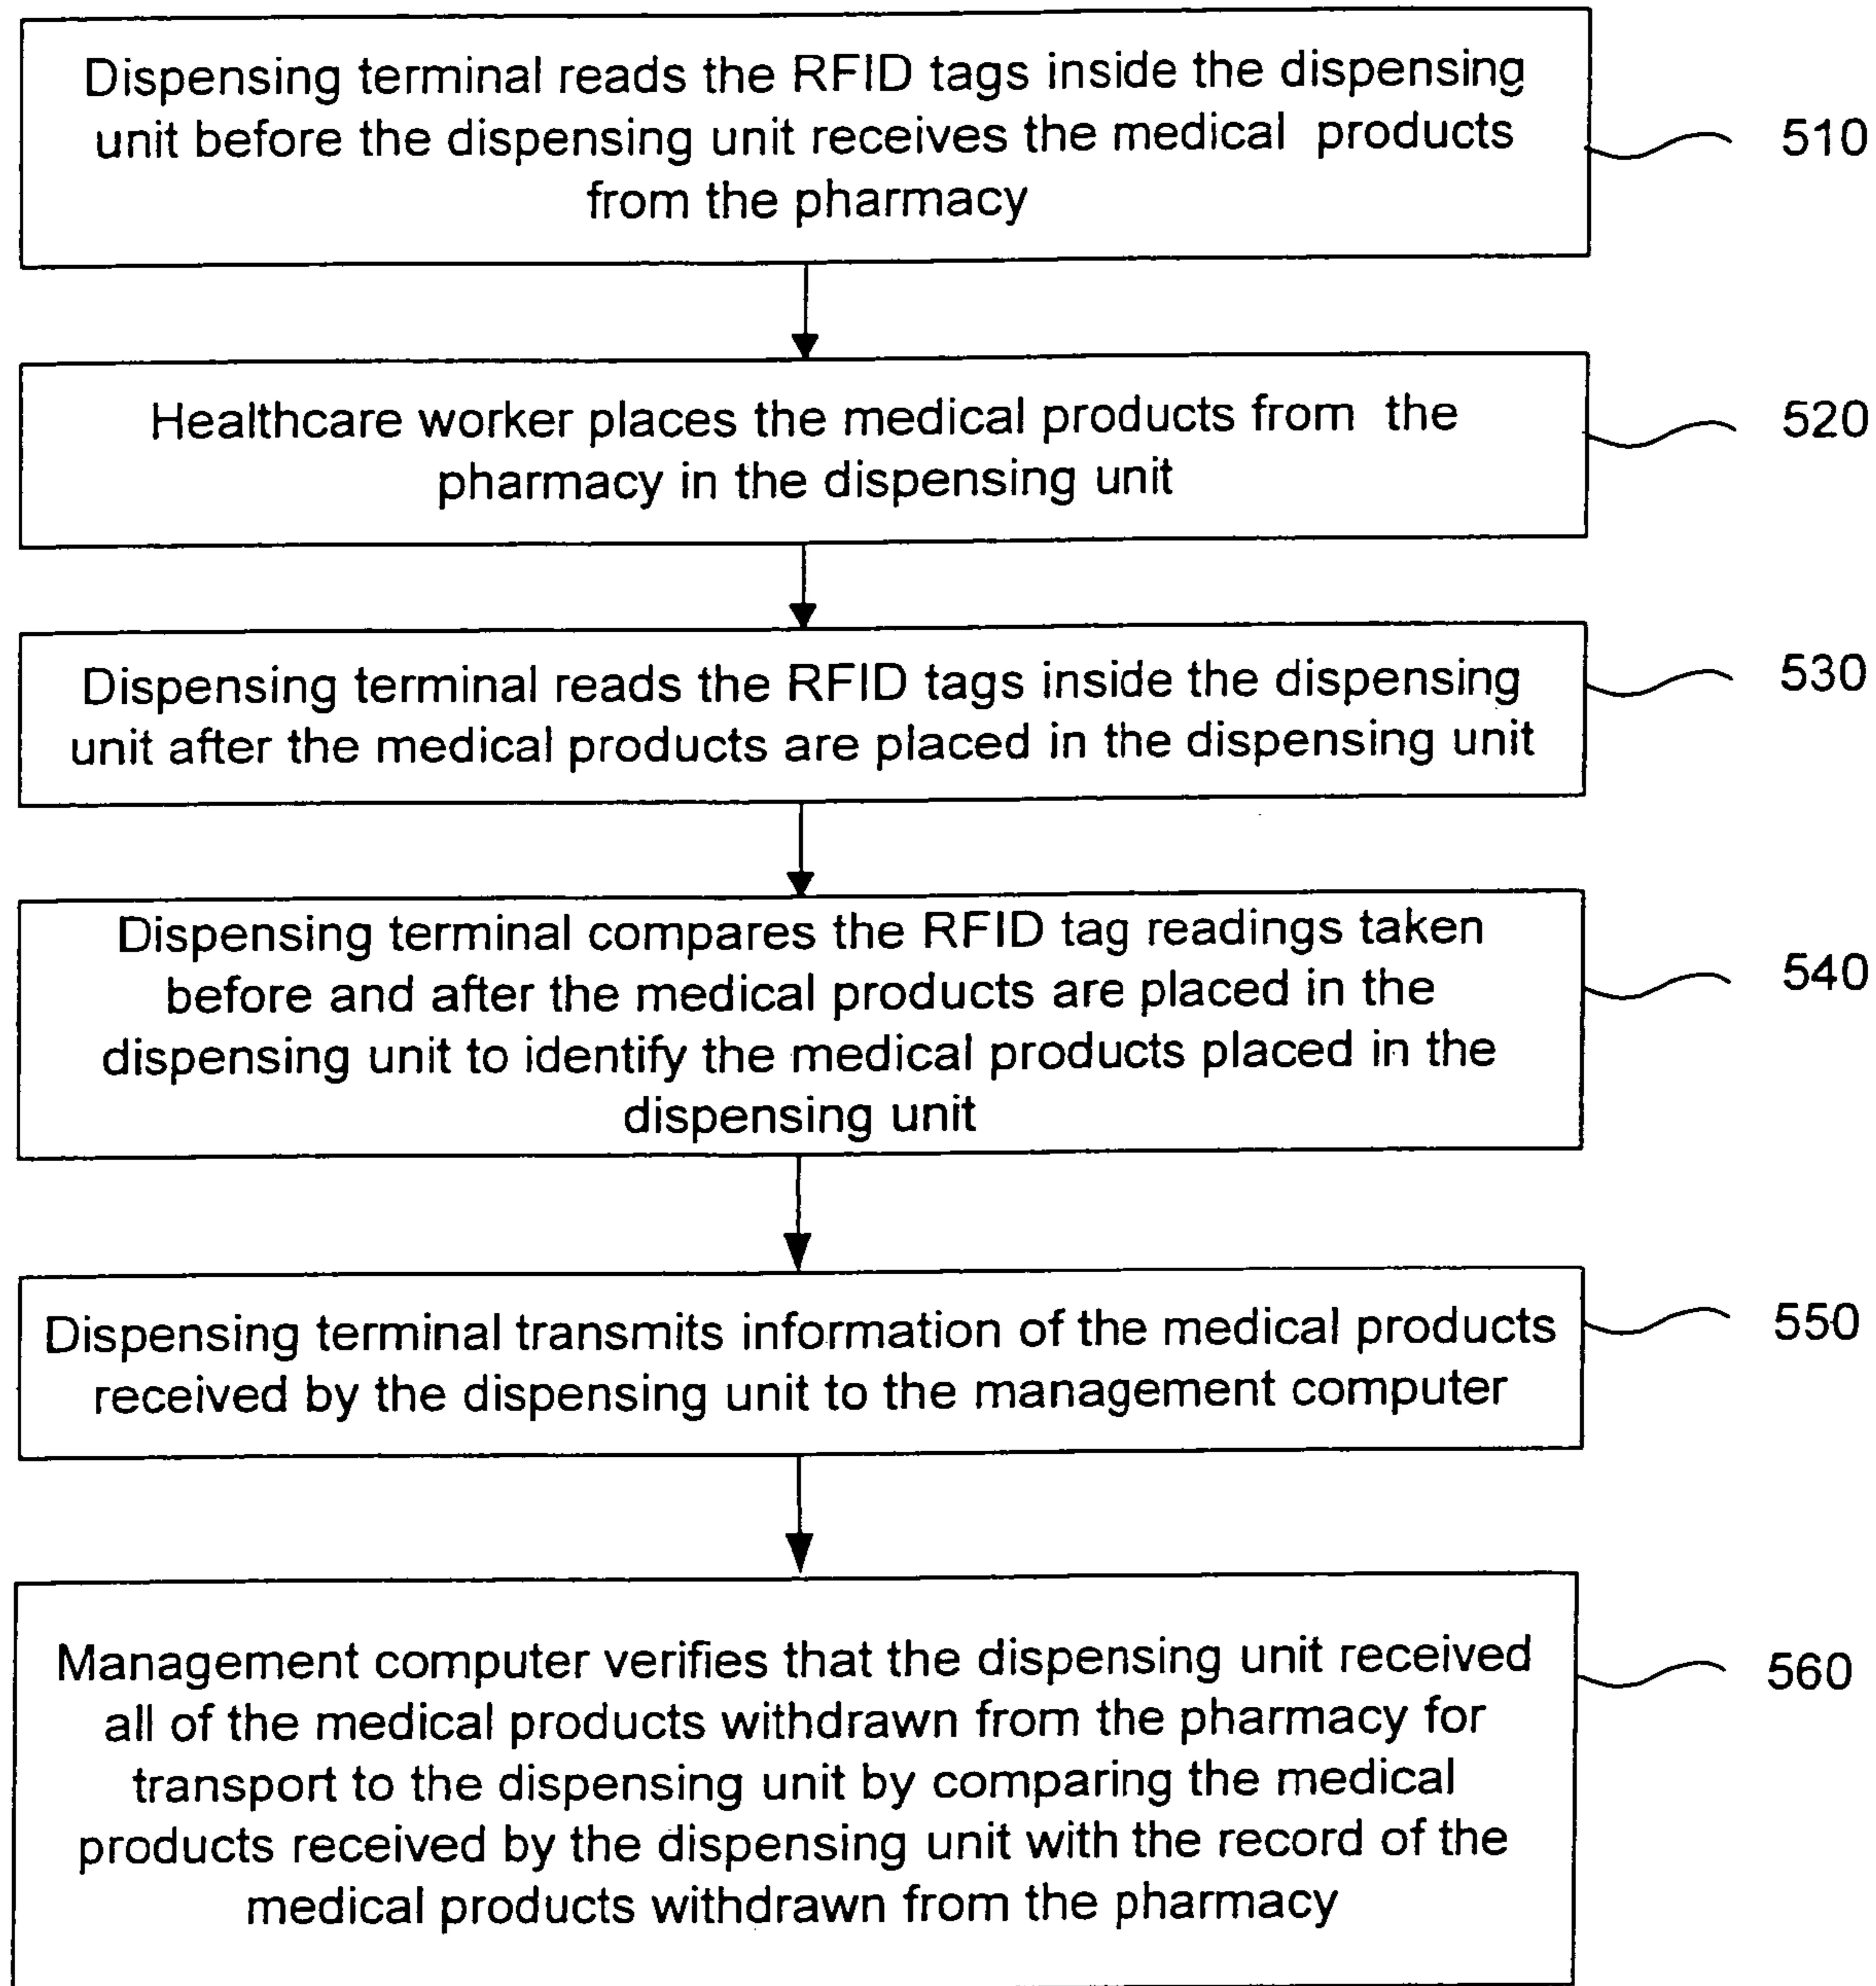 Dispensing terminal reads the RFID tags inside the dispensing
unit before the dispensing unit receives the medical products
from the pharmacy
510
Healthcare worker places the medical products from the
pharmacy in the dispensing unit
520
Dispensing terminal reads the RFID tags inside the dispensing
unit after the medical products are placed in the dispensing unit
530
Dispensing terminal compares the RFID tag readings taken
before and after the medical products are placed in the
dispensing unit to identify the medical products placed in the
dispensing unit
540
Dispensing terminal transmits information of the medical products
received by the dispensing unit to the management computer
550
Management computer verifies that the dispensing unit received
all of the medical products withdrawn from the pharmacy for
transport to the dispensing unit by comparing the medical
products received by the dispensing unit with the record of the
medical products withdrawn from the pharmacy
560